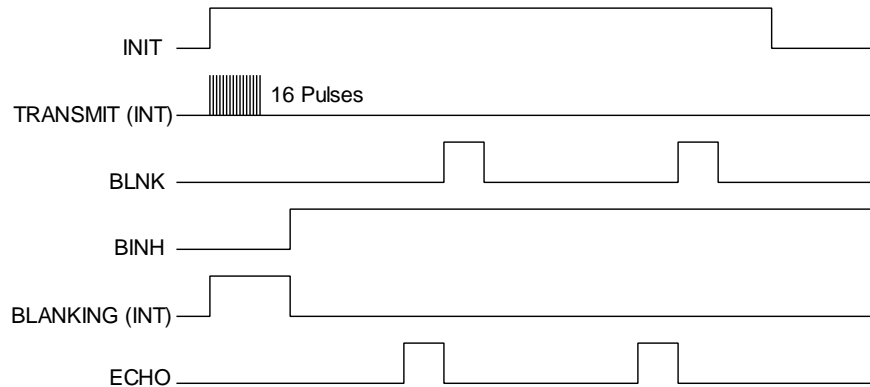 INIT
16 Pulses
TRANSMIT (INT)
BLNK
BINH
BLANKING (INT)
ECHO